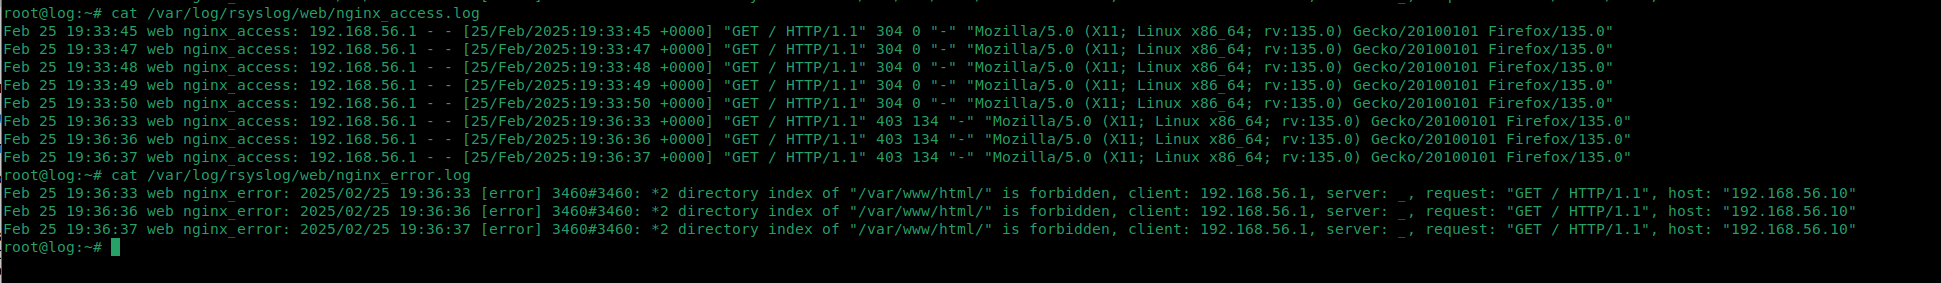 root@log:~# cat /var/log/rsyslog/web/nginx_access.log
Feb 25 19:33:45 web nginx_access: 192.168.56.1 - - [25/Feb/2025:19:33:45 +0000] "GET / HTTP/1.1" 304 0 "-" "Mozilla/5.0 (X11; Linux x86_64; rv:135.0) Gecko/20100101 Firefox/135.0"
Feb 25 19:33:47 web nginx_access: 192.168.56.1 - - [25/Feb/2025:19:33:47 +0000] "GET / HTTP/1.1" 304 0 "-" "Mozilla/5.0 (X11; Linux x86_64; rv:135.0) Gecko/20100101 Firefox/135.0"
Feb 25 19:33:48 web nginx_access: 192.168.56.1 - - [25/Feb/2025:19:33:48 +0000] "GET / HTTP/1.1" 304 0 "-" "Mozilla/5.0 (X11; Linux x86_64; rv:135.0) Gecko/20100101 Firefox/135.0"
Feb 25 19:33:49 web nginx_access: 192.168.56.1 - - [25/Feb/2025:19:33:49 +0000] "GET / HTTP/1.1" 304 0 "-" "Mozilla/5.0 (X11; Linux x86_64; rv:135.0) Gecko/20100101 Firefox/135.0"
Feb 25 19:33:50 web nginx_access: 192.168.56.1 - - [25/Feb/2025:19:33:50 +0000] "GET / HTTP/1.1" 304 0 "-" "Mozilla/5.0 (X11; Linux x86_64; rv:135.0) Gecko/20100101 Firefox/135.0"
Feb 25 19:36:33 web nginx_access: 192.168.56.1 - - [25/Feb/2025:19:36:33 +0000] "GET / HTTP/1.1" 403 134 "-" "Mozilla/5.0 (X11; Linux x86_64; rv:135.0) Gecko/20100101 Firefox/135.0"
Feb 25 19:36:36 web nginx_access: 192.168.56.1 - - [25/Feb/2025:19:36:36 +0000] "GET / HTTP/1.1" 403 134 "-" "Mozilla/5.0 (X11; Linux x86_64; rv:135.0) Gecko/20100101 Firefox/135.0"
Feb 25 19:36:37 web nginx_access: 192.168.56.1 - - [25/Feb/2025:19:36:37 +0000] "GET / HTTP/1.1" 403 134 "-" "Mozilla/5.0 (X11; Linux x86_64; rv:135.0) Gecko/20100101 Firefox/135.0"
root@log:~# cat /var/log/rsyslog/web/nginx_error.log
Feb 25 19:36:33 web nginx_error: 2025/02/25 19:36:33 [error] 3460#3460: *2 directory index of "/var/www/html/" is forbidden, client: 192.168.56.1, server: _, request: "GET / HTTP/1.1", host: "192.168.56.10"
Feb 25 19:36:36 web nginx_error: 2025/02/25 19:36:36 [error] 3460#3460: *2 directory index of "/var/www/html/" is forbidden, client: 192.168.56.1, server: _, request: "GET / HTTP/1.1", host: "192.168.56.10"
Feb 25 19:36:37 web nginx_error: 2025/02/25 19:36:37 [error] 3460#3460: *2 directory index of "/var/www/html/" is forbidden, client: 192.168.56.1, server: _, request: "GET / HTTP/1.1", host: "192.168.56.10"
root@log:~#